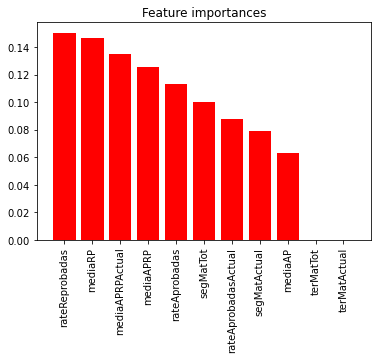 Feature importances
0.14
0.12
0.10
0.08
0.06
0.04
0.02
0.00
rateReprobadas
mediaRP
mediaAPRPActual
mediaAPRP
rateAprobadas
segMatTot
rateAprobadasActual
segMatActual
mediaAP
terMatTot
terMatActual